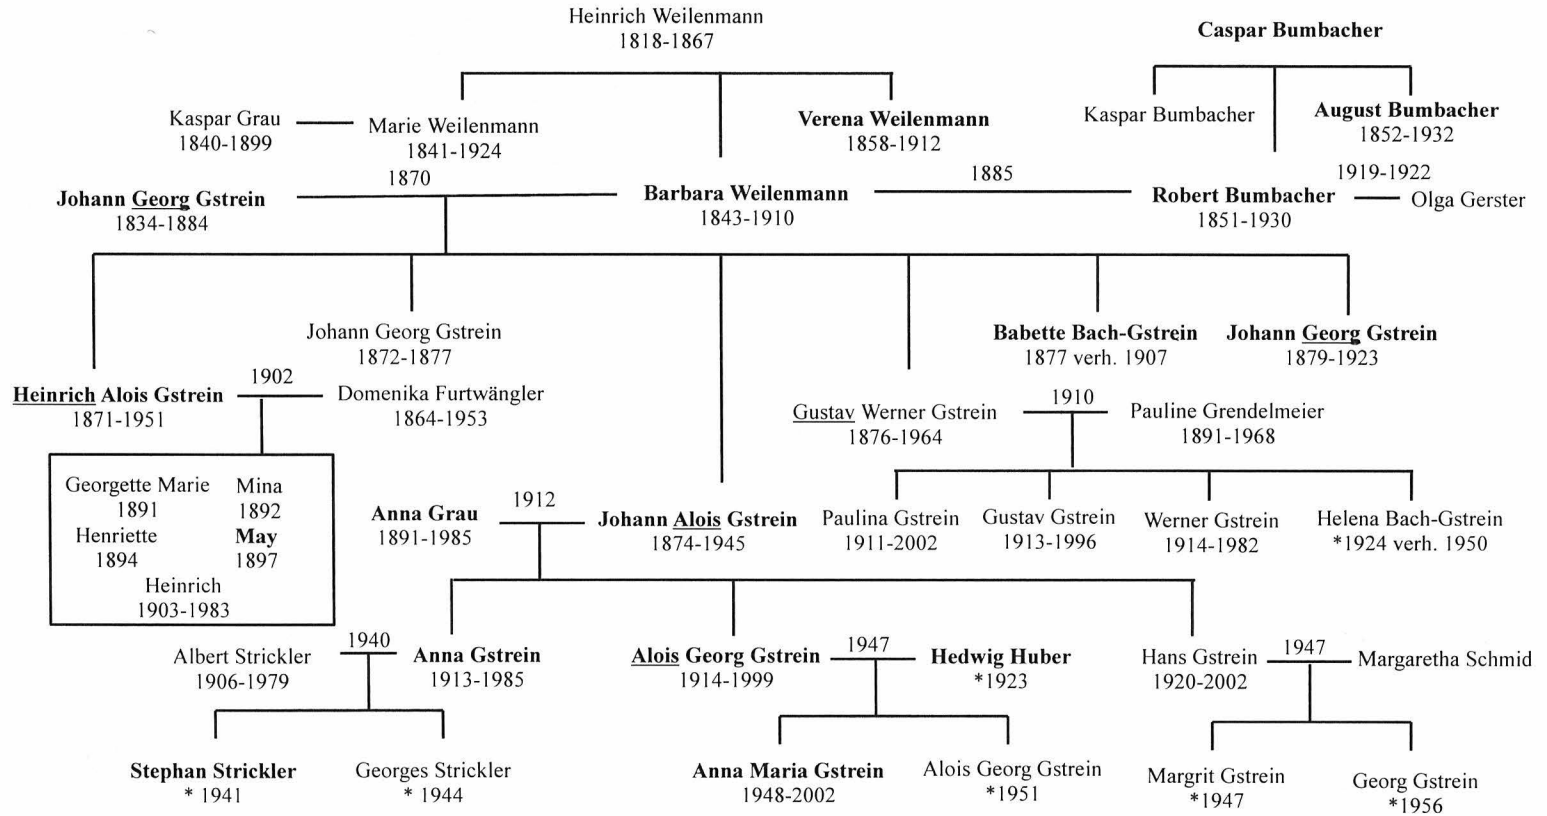 Heinrich Weilenmann
1818-1867
Caspar Bumbacher
Kaspar Grau
1840-1899
Marie Weilenmann
1841-1924
Verena Weilenmann
1858-1912
Kaspar Bumbacher
August Bumbacher
1852-1932
Johann Georg Gstrein
1834-1884
1870
Barbara Weilenmann
1843-1910
1885
Robert Bumbacher
1851-1930
1919-1922
Olga Gerster
Johann Georg Gstrein
1872-1877
Babette Bach-Gstrein
1877 verh. 1907
Johann Georg Gstrein
1879-1923
Heinrich Alois Gstrein
1871-1951
1902
Domenika Furtwängler
1864-1953
Gustav Werner Gstrein
1876-1964
1910
Pauline Grendelmeier
1891-1968
Georgette Marie
1891
Mina
1892
Henriette
1894
May
1897
Heinrich
1903-1983
Anna Grau
1891-1985
1912
Johann Alois Gstrein
1874-1945
Paulina Gstrein
1911-2002
Gustav Gstrein
1913-1996
Werner Gstrein
1914-1982
Helena Bach-Gstrein
*1924 verh. 1950
Albert Strickler
1906-1979
1940
Anna Gstrein
1913-1985
Alois Georg Gstrein
1914-1999
1947
Hedwig Huber
*1923
Hans Gstrein
1920-2002
1947
Margaretha Schmid
Stephan Strickler
* 1941
Georges Strickler
* 1944
Anna Maria Gstrein
1948-2002
Alois Georg Gstrein
*1951
Margrit Gstrein
*1947
Georg Gstrein
*1956